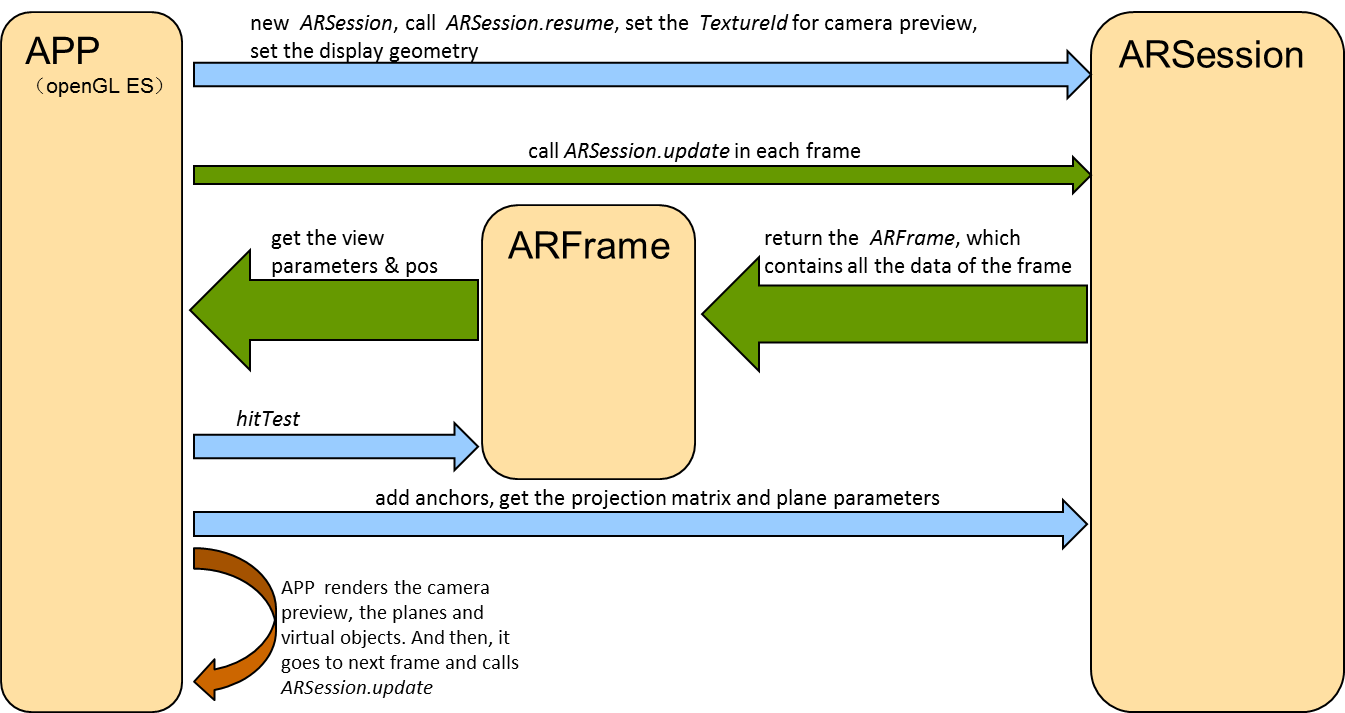 APP
（openGL ES）
new ARSession, call ARSession.resume, set the TextureId for camera preview,
set the display geometry
ARSession
call ARSession.update in each frame
get the view
parameters & pos
ARFrame
return the ARFrame, which
contains all the data of the frame
hitTest
add anchors, get the projection matrix and plane parameters
APP renders the camera
preview, the planes and
virtual objects. And then, it
goes to next frame and calls
ARSession.update